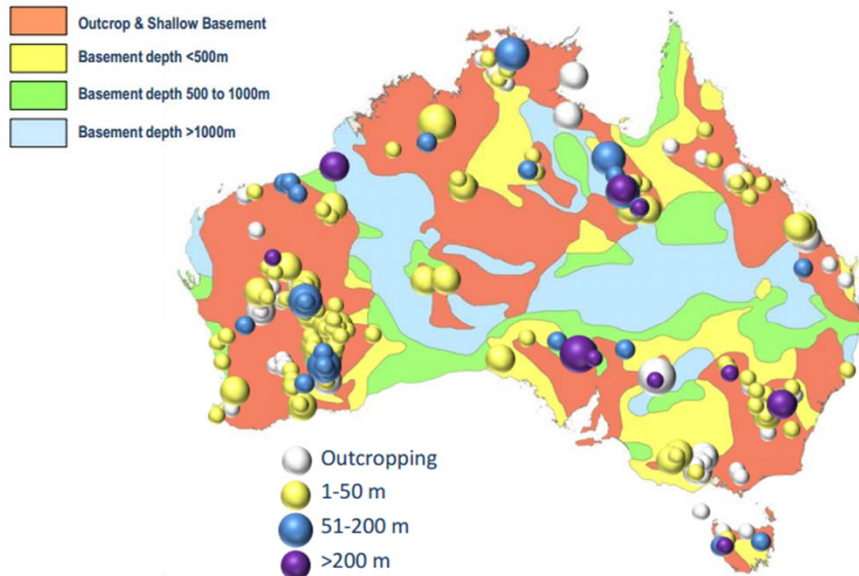 Outcrop & Shallow Basement
Basement depth <500m
Basement depth 500 to 1000m
Basement depth >1000m
Outcropping
1-50 m
51-200 m
>200 m